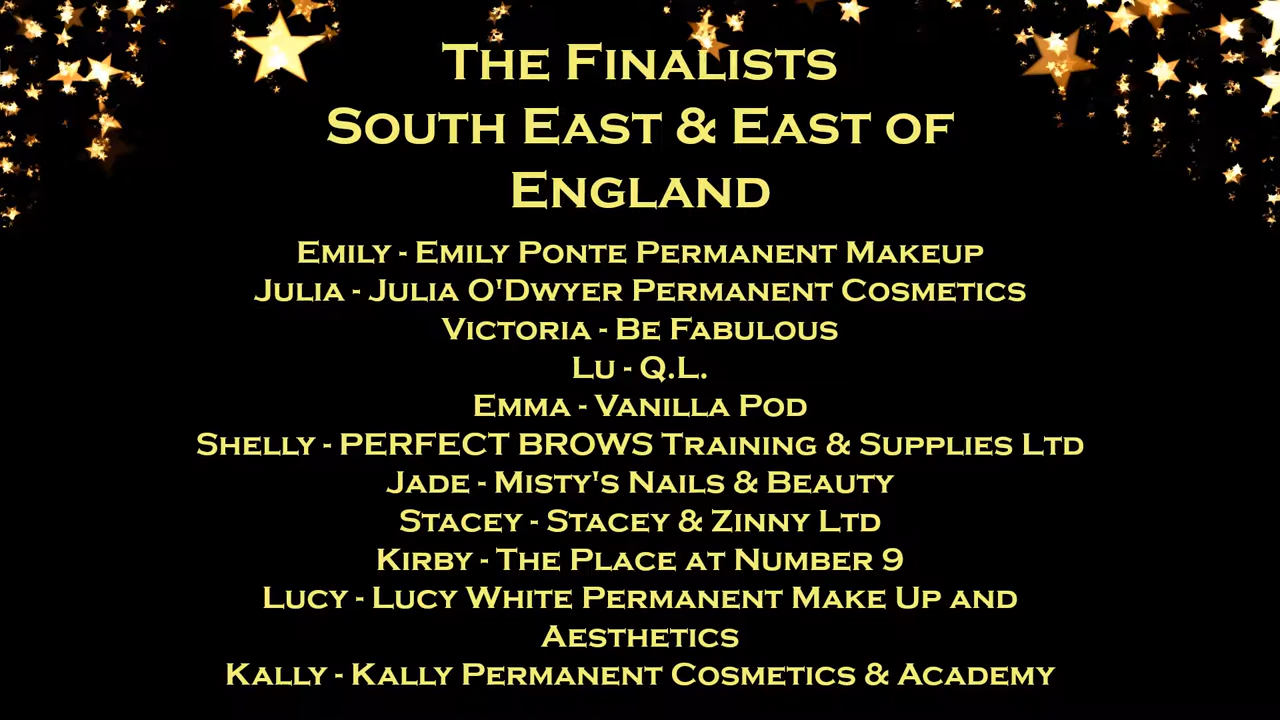 The Finalists
South East & East of
England
Emily - Emily Ponte Permanent Makeup
Julia - Julia O'Dwyer Permanent Cosmetics
Victoria - Be Fabulous
Lu - Q.L.
Emma - Vanilla Pod
Shelly - PERFECT BROWS Training & Supplies Ltd
Jade - Misty's Nails & Beauty
Stacey - Stacey & Zinny Ltd
Kirby - The Place at Number 9
Lucy - Lucy White Permanent Make Up and
Aesthetics
Kally - Kally Permanent Cosmetics & Academy